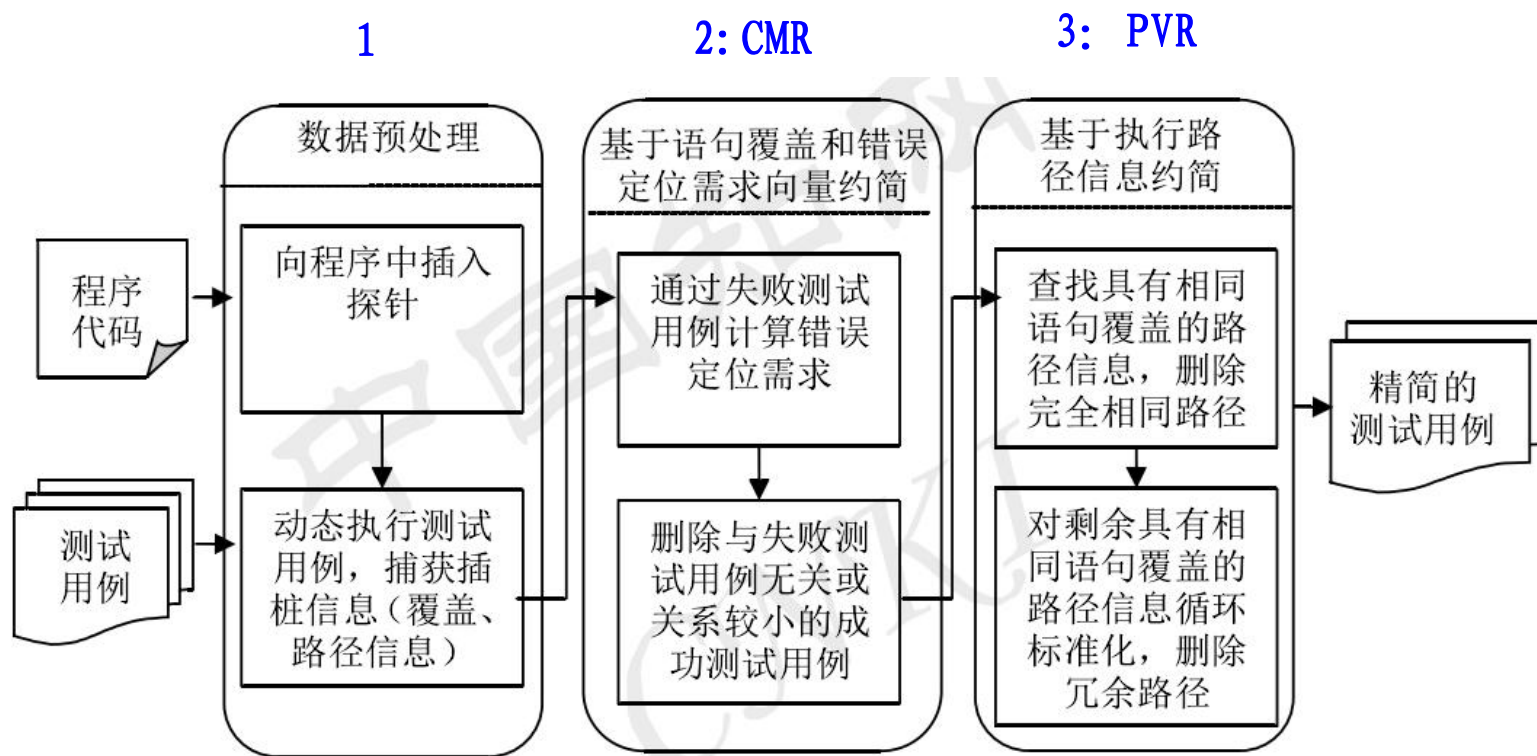 1
2: CMR
3: PVR
数据预处理
向程序中插入
探针
动态执行测试
用例，捕获插
桩信息（覆盖、
路径信息）
程序
代码
测试
用例
基于语句覆盖和错误
定位需求向量约简
通过失败测试
用例计算错误
定位需求
删除与失败测
试用例无关或
关系较小的成
功测试用例
基于执行路
径信息约简
查找具有相同
语句覆盖的路
径信息，删除
完全相同路径
对剩余具有相
同语句覆盖的
路径信息循环
标准化，删除
冗余路径
精简的
测试用例
中国知网
CNKI